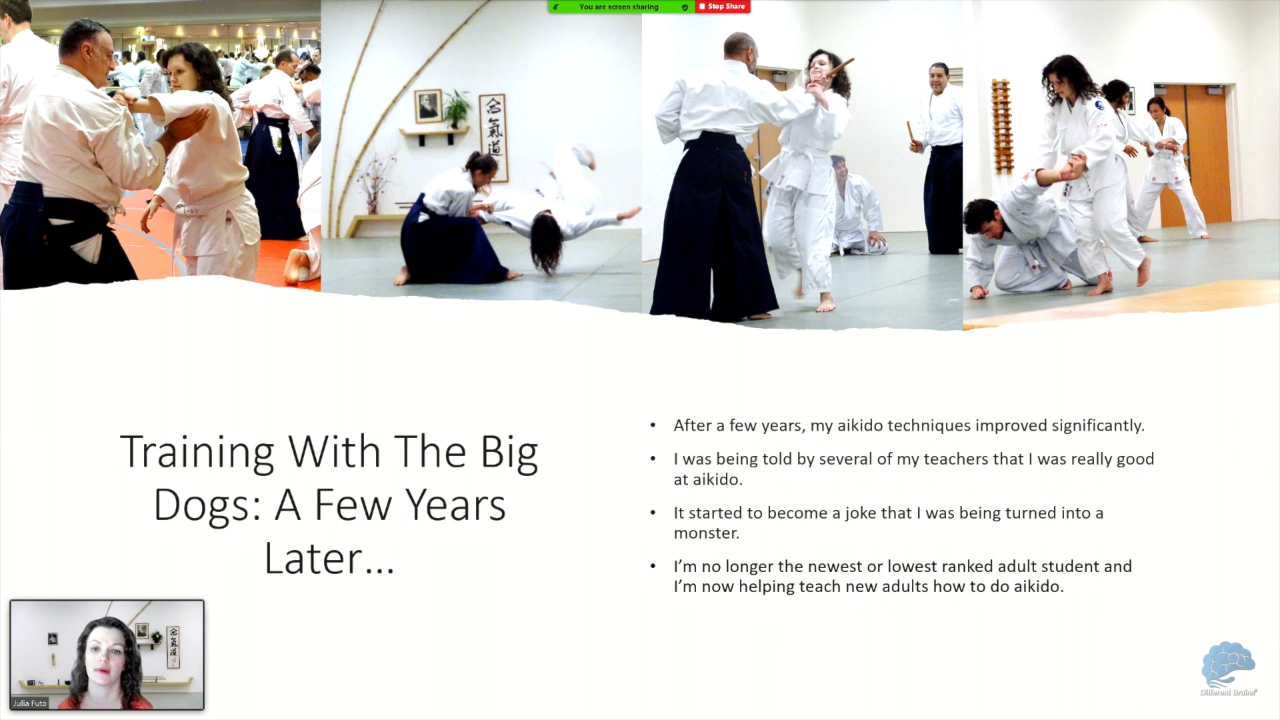 You are screen sharing
Stop Share
合
氣
道
Training With The Big
Dogs: A Few Years
Later...
• After a few years, my aikido techniques improved significantly.
• I was being told by several of my teachers that I was really good
at aikido.
• It started to become a joke that I was being turned into a
monster.
• I'm no longer the newest or lowest ranked adult student and
I'm now helping teach new adults how to do aikido.
Julia Futo
Different Brains®